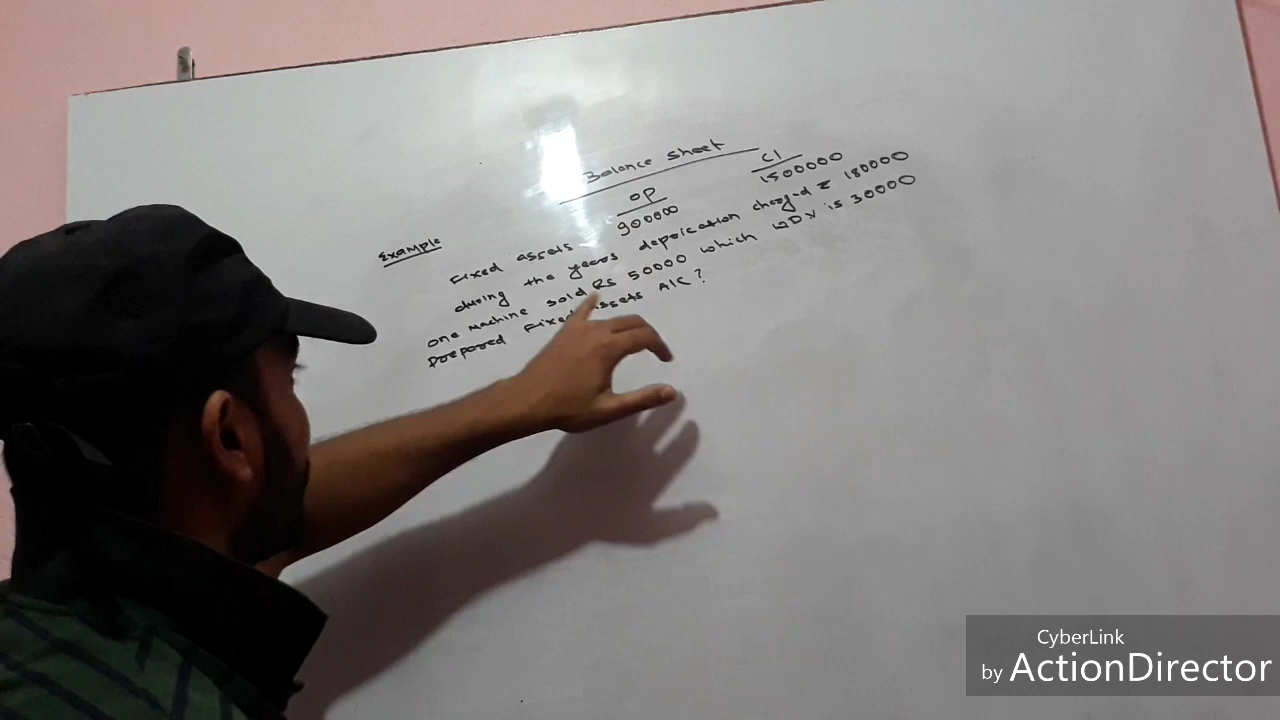 Balance Sheet
OP
Cl
Example
Fixed assets 900000 1500000
during the years depriciation charged = 180000
one Machine sold Rs 50000 which WDV is 30000
prepared Fixed assets A/C?
CyberLink
by ActionDirector